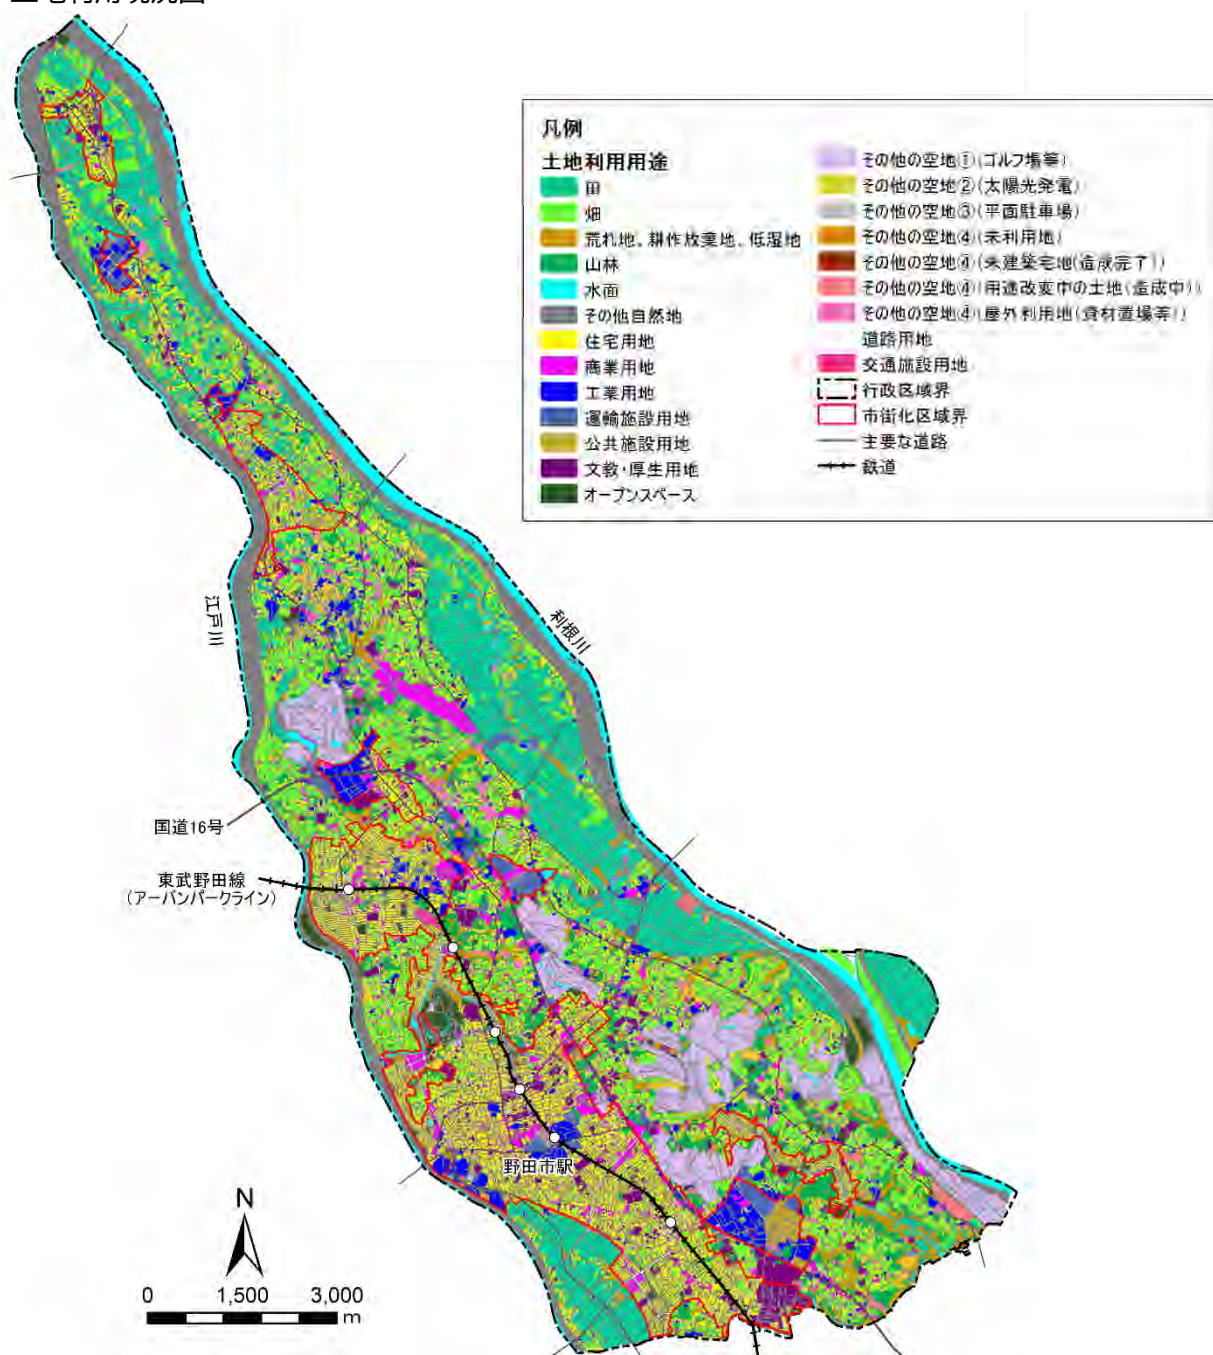 土地利用現況図
凡例
土地利用用途
田
畑
荒れ地、耕作放棄地、低湿地
山林
水面
その他自然地
住宅用地
商業用地
工業用地
運輸施設用地
公共施設用地
文教・厚生用地
オープンスペース
その他の空地①(ゴルフ場等)
その他の空地②(太陽光発電)
その他の空地③(平面駐車場)
その他の空地④(未利用地)
その他の空地④(未建築宅地(造成完了))
その他の空地④(用途改変中の土地(造成中))
その他の空地④(屋外利用地(資材置場等))
道路用地
交通施設用地
行政区域界
市街化区域界
主要な道路
鉄道
江戸川
利根川
国道16号
東武野田線
(アーバンパークライン)
野田市駅
N
0 1,500 3,000
m